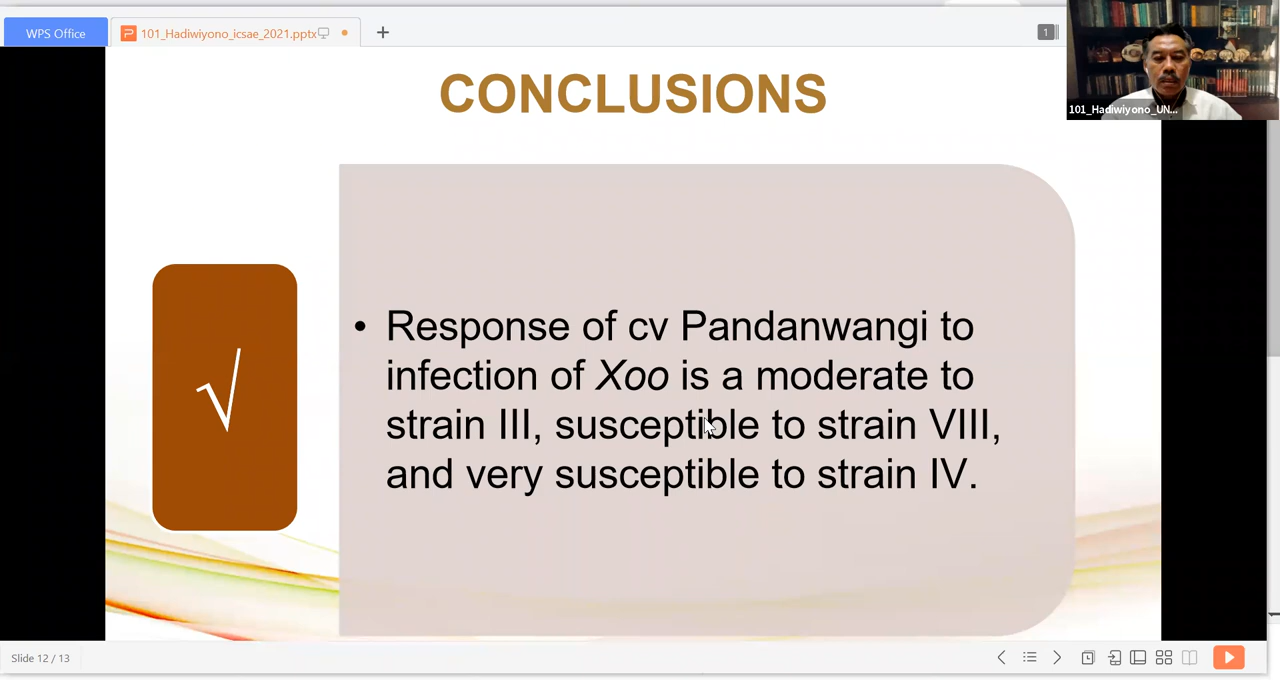 WPS Office
101_Hadiwiyono_icsae_2021.pptx
1
101_Hadiwiyono_UN...
CONCLUSIONS
√
• Response of cv Pandanwangi to
infection of Xoo is a moderate to
strain III, susceptible to strain VIII,
and very susceptible to strain IV.
Slide 12 / 13